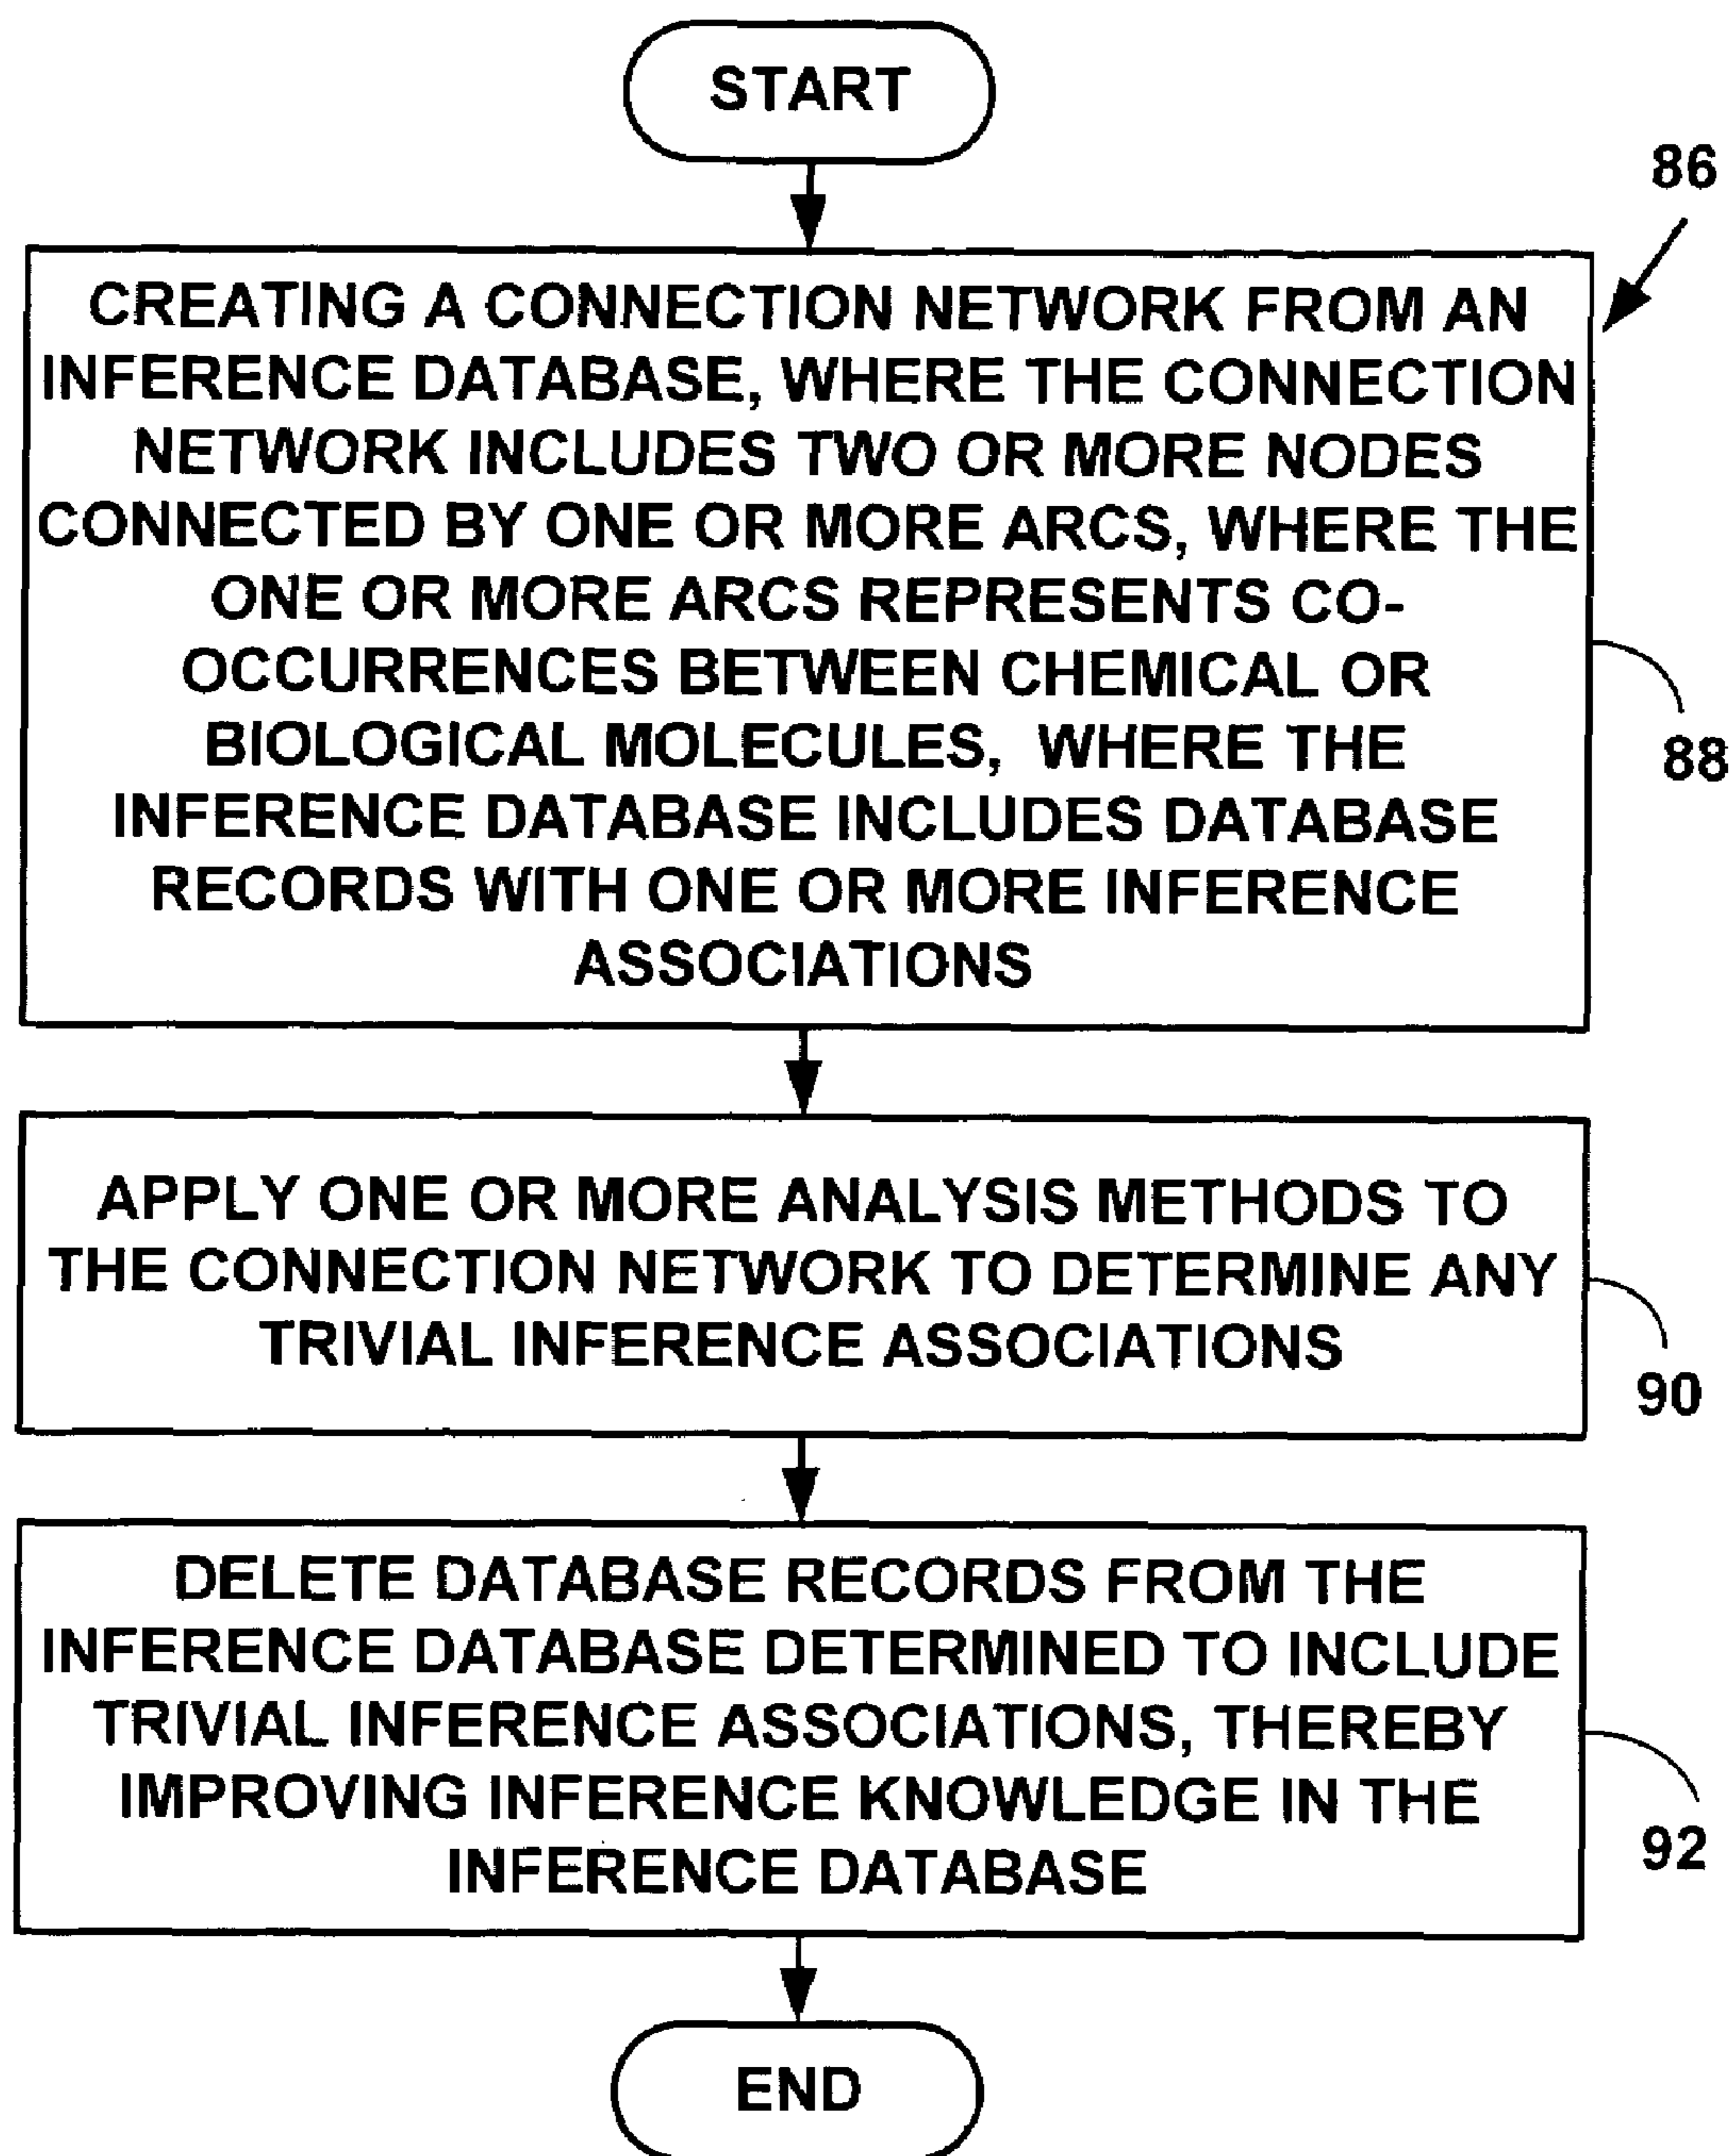 START
86
CREATING A CONNECTION NETWORK FROM AN
INFERENCE DATABASE, WHERE THE CONNECTION
NETWORK INCLUDES TWO OR MORE NODES
CONNECTED BY ONE OR MORE ARCS, WHERE THE
ONE OR MORE ARCS REPRESENTS CO-
OCCURRENCES BETWEEN CHEMICAL OR
BIOLOGICAL MOLECULES, WHERE THE
INFERENCE DATABASE INCLUDES DATABASE
RECORDS WITH ONE OR MORE INFERENCE
ASSOCIATIONS
88
APPLY ONE OR MORE ANALYSIS METHODS TO
THE CONNECTION NETWORK TO DETERMINE ANY
TRIVIAL INFERENCE ASSOCIATIONS
90
DELETE DATABASE RECORDS FROM THE
INFERENCE DATABASE DETERMINED TO INCLUDE
TRIVIAL INFERENCE ASSOCIATIONS, THEREBY
IMPROVING INFERENCE KNOWLEDGE IN THE
INFERENCE DATABASE
92
END